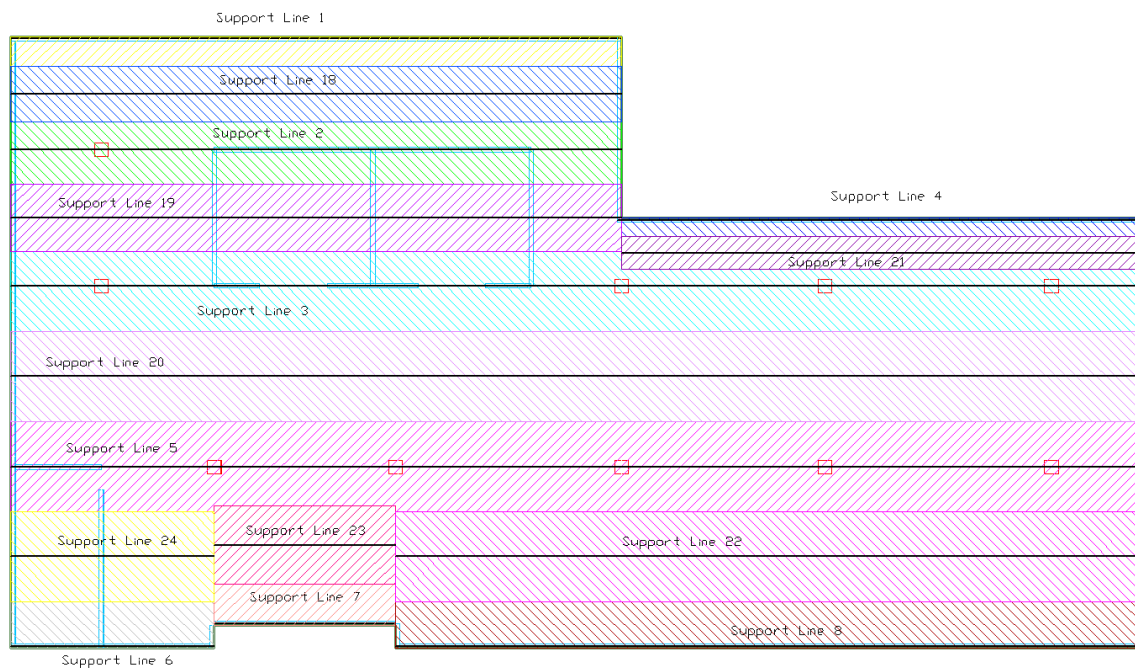 Support Line 1
Support Line 18
Support Line 2
Support Line 4
Support Line 19
Support Line 21
Support Line 3
Support Line 20
Support Line 5
Support Line 23
Support Line 24
Support Line 22
Support Line 7
Support Line 8
Support Line 6